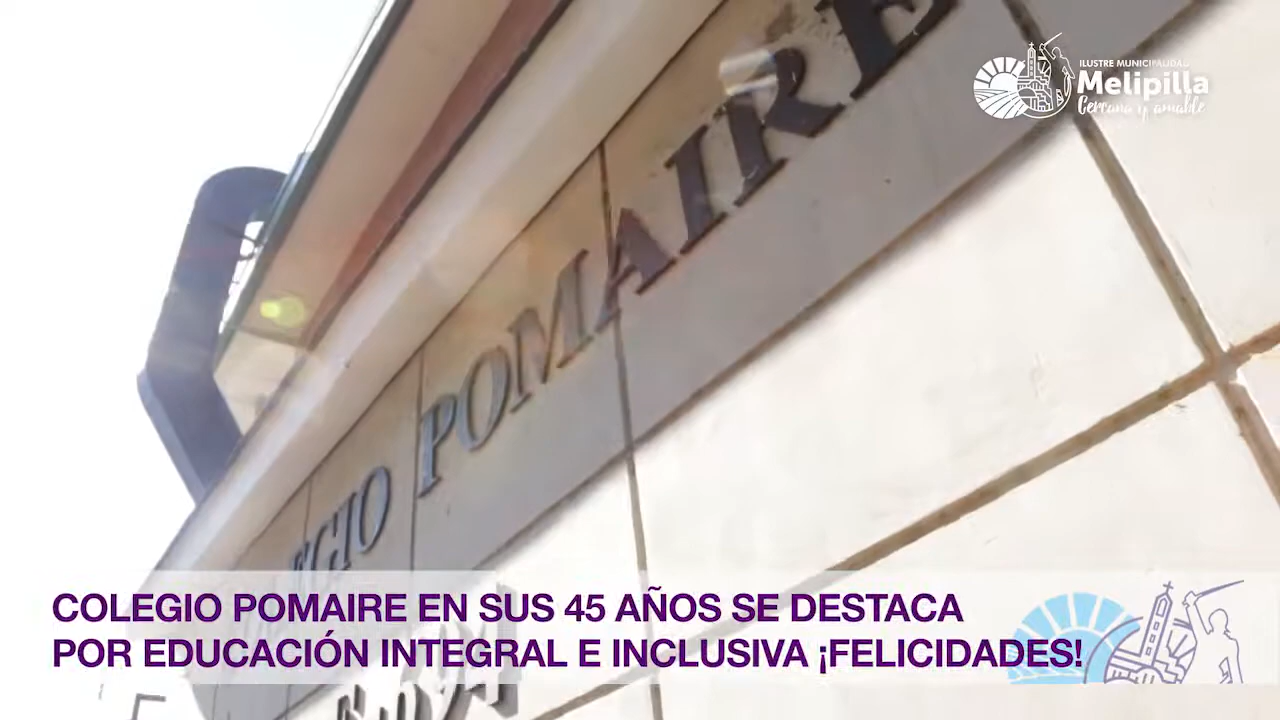 ILUSTRE MUNICIPALIDAD
Melipilla
Cercana y amable
POMAIRE
COLEGIO POMAIRE EN SUS 45 AÑOS SE DESTACA
POR EDUCACIÓN INTEGRAL E INCLUSIVA ¡FELICIDADES!